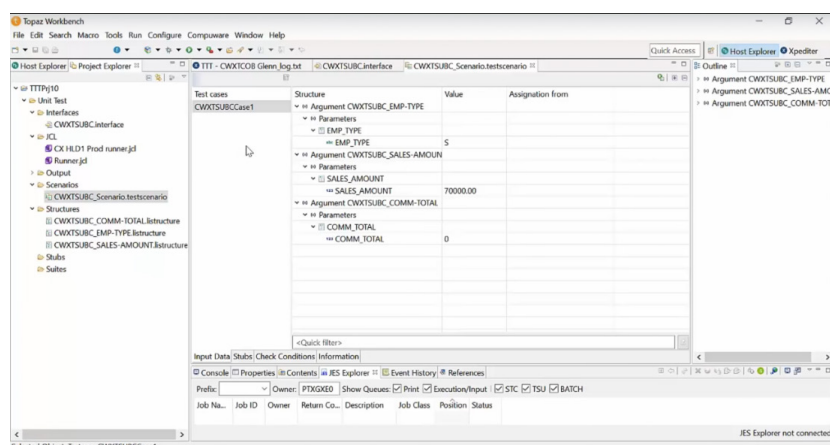 Topaz Workbench
File Edit Search Macro Tools Run Configure Compuware Window Help
Quick Access Host Explorer Xpediter
Host Explorer Project Explorer
TTTPrj10
Unit Test
Interfaces
CWXTSUBC.interface
JCL
CX HLD1 Prod runner.jcl
Runner.jcl
Output
Scenarios
CWXTSUBC_Scenario.testscenario
Structures
CWXTSUBC_COMM-TOTAL.listructure
CWXTSUBC_EMP-TYPE.listructure
CWXTSUBC_SALES-AMOUNT.listructure
Stubs
Suites
TTT - CWXTCOB Glenn_log.txt CWXTSUBC.interface CWXTSUBC_Scenario.testscenario
Test cases Structure Value Assignation from
CWXTSUBCCase1
Argument CWXTSUBC_EMP-TYPE
Parameters
EMP_TYPE
EMP_TYPE S
Argument CWXTSUBC_SALES-AMOUN
Parameters
SALES_AMOUNT
SALES_AMOUNT 70000.00
Argument CWXTSUBC_COMM-TOTAL
Parameters
COMM_TOTAL
COMM_TOTAL 0
<Quick filter>
Input Data Stubs Check Conditions Information
Outline
Argument CWXTSUBC_EMP-TYPE
Argument CWXTSUBC_SALES-AMO
Argument CWXTSUBC_COMM-TOT
Console Properties Contents JES Explorer Event History References
Prefix: Owner: PTXGXE0 Show Queues: Print Execution/Input STC TSU BATCH
Job Na... Job ID Owner Return Co... Description Job Class Position Status
JES Explorer not connected